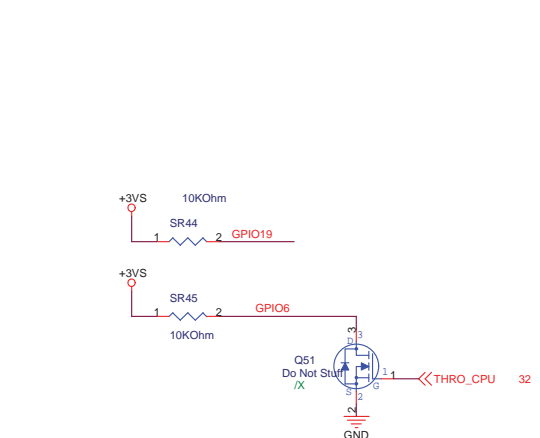 +3VS 10KOhm
SR44
1 2 GPIO19
+3VS
SR45
1 2 GPIO6
10KOhm
3
D 3
Q51
Do Not Stuff
/X
1 1 THRO_CPU 32
S G
2
2
GND